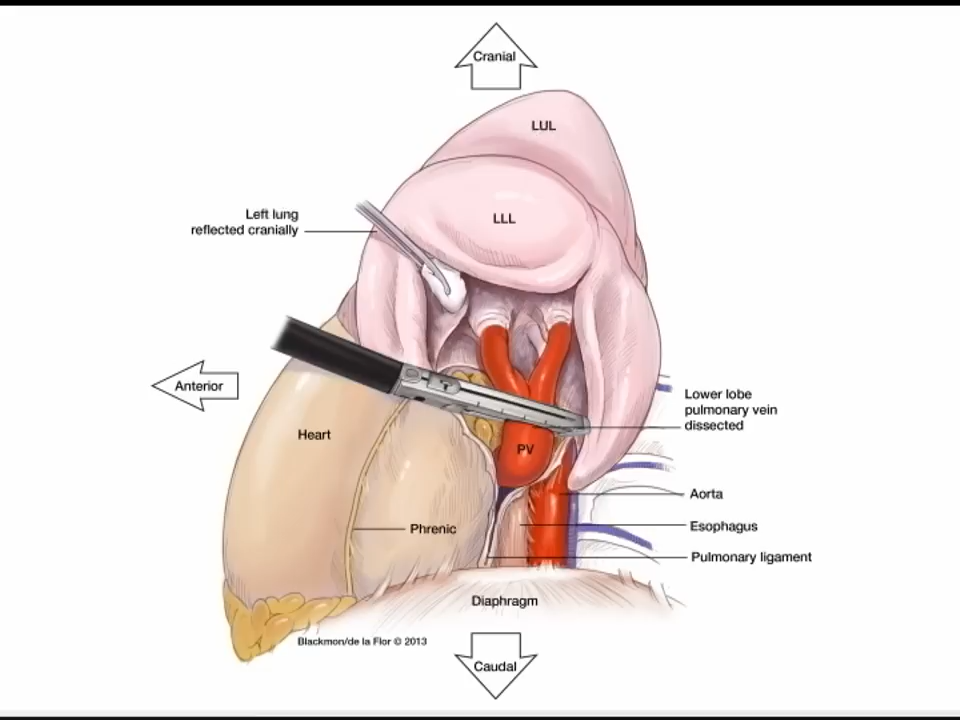 Cranial
LUL
Left lung
reflected cranially
LLL
Anterior
Lower lobe
pulmonary vein
dissected
Heart
PV
Aorta
Phrenic
Esophagus
Pulmonary ligament
Diaphragm
Blackmon/de la Flor © 2013
Caudal